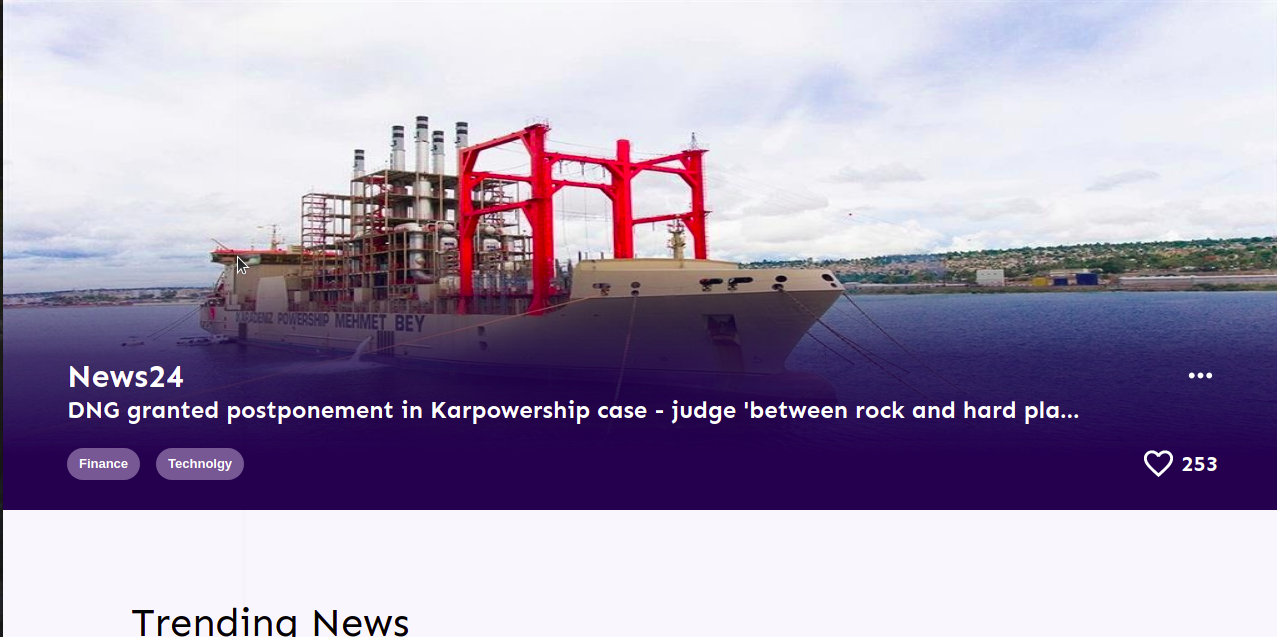 KARADENIZ POWERSHIP MEHMET BEY
News24
DNG granted postponement in Karpowership case - judge 'between rock and hard pla...
Finance
Technolgy
253
Trending News